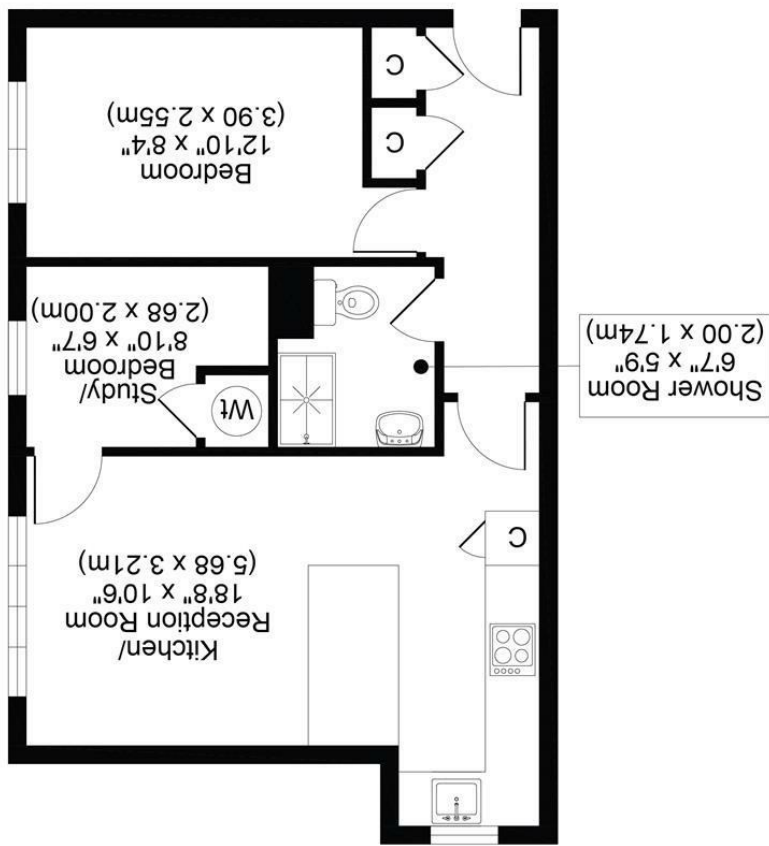 Kitchen/
Reception Room
18'8" x 10'6"
(5.68 x 3.21m)
C
Shower Room
6'7" x 5'9"
(2.00 x 1.74m)
Wt
Study/
Bedroom
8'10" x 6'7"
(2.68 x 2.00m)
C
C
Bedroom
12'10" x 8'4"
(3.90 x 2.55m)